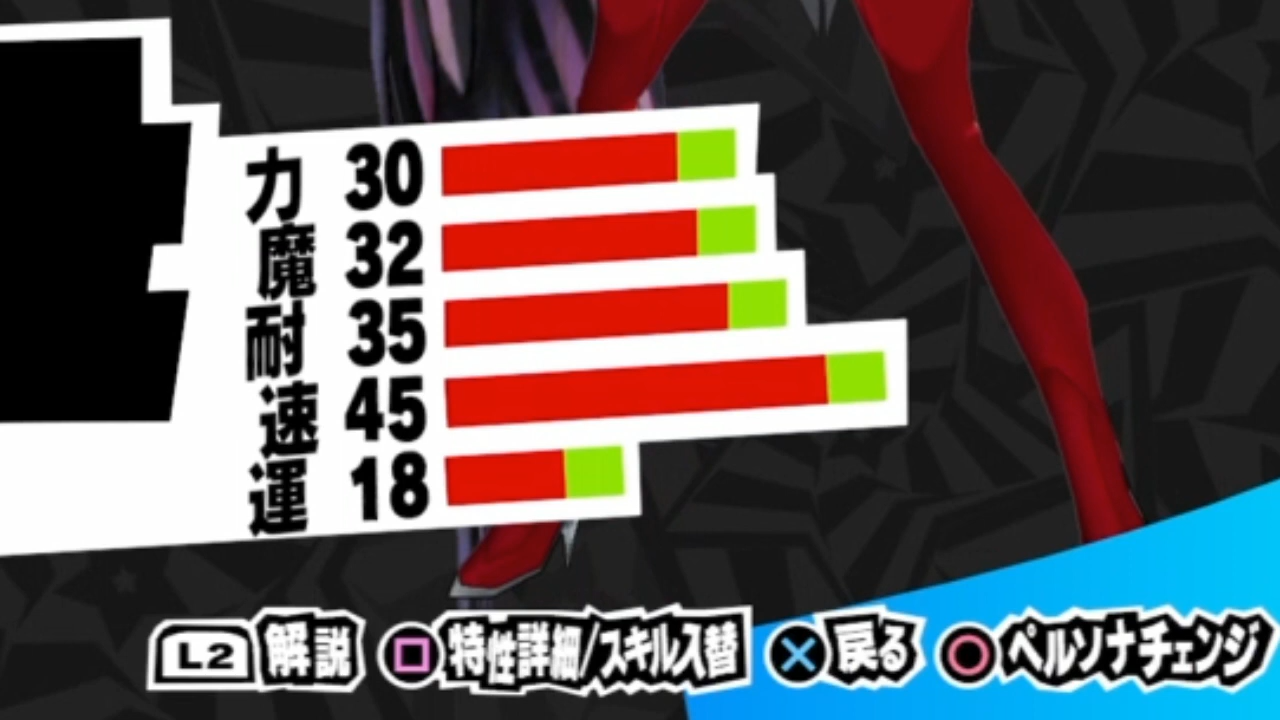 力 30
魔 32
耐 35
速 45
運 18
L2 解説 特性詳細/スキル入替 戻る ペルソナチェンジ